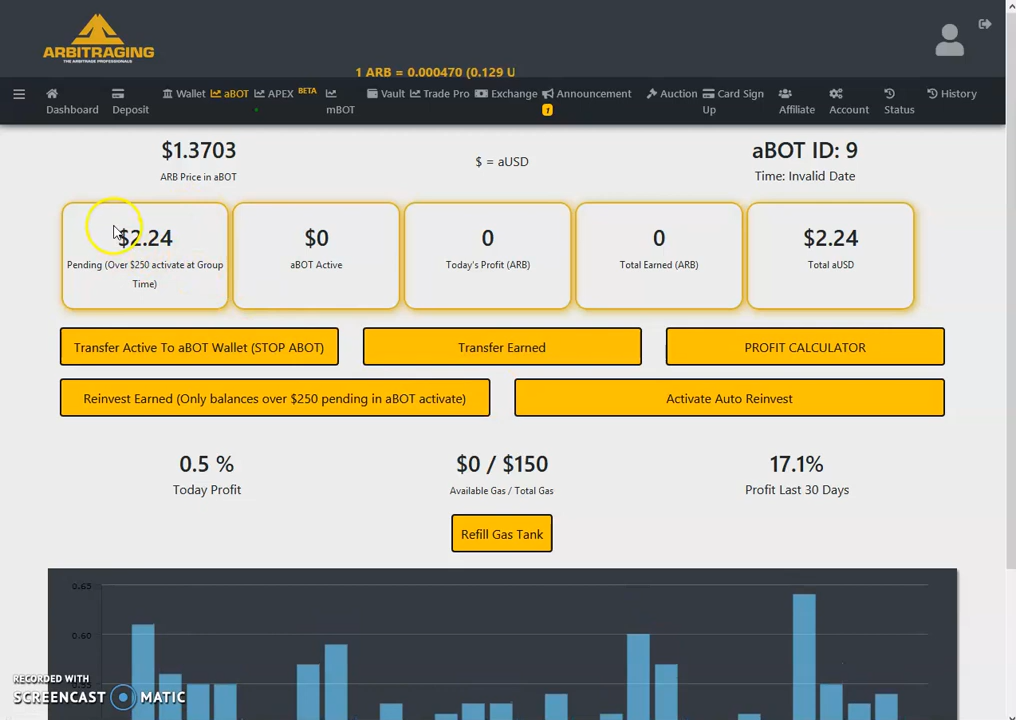 ARBITRAGING
THE ARBITRAGE PROFESSIONALS
1 ARB = 0.000470 (0.129 U
Dashboard
Deposit
Wallet
aBOT
APEX BETA
mBOT
Vault
Trade Pro
Exchange
Announcement
1
Auction
Card Sign
Up
Affiliate
Account
Status
History
$1.3703
ARB Price in aBOT
$ = aUSD
aBOT ID: 9
Time: Invalid Date
$2.24
Pending (Over $250 activate at Group
Time)
$0
aBOT Active
0
Today's Profit (ARB)
0
Total Earned (ARB)
$2.24
Total aUSD
Transfer Active To aBOT Wallet (STOP ABOT)
Transfer Earned
PROFIT CALCULATOR
Reinvest Earned (Only balances over $250 pending in aBOT activate)
Activate Auto Reinvest
0.5 %
Today Profit
$0 / $150
Available Gas / Total Gas
17.1%
Profit Last 30 Days
Refill Gas Tank
0.65
0.60
RECORDED WITH
SCREENCAST MATIC